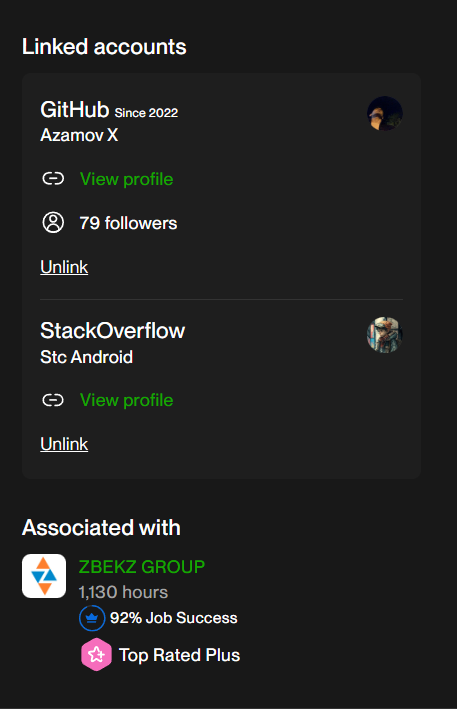 Linked accounts
GitHub Since 2022
Azamov X
View profile
79 followers
Unlink
StackOverflow
Stc Android
View profile
Unlink
Associated with
ZBEKZ GROUP
1,130 hours
92% Job Success
Top Rated Plus